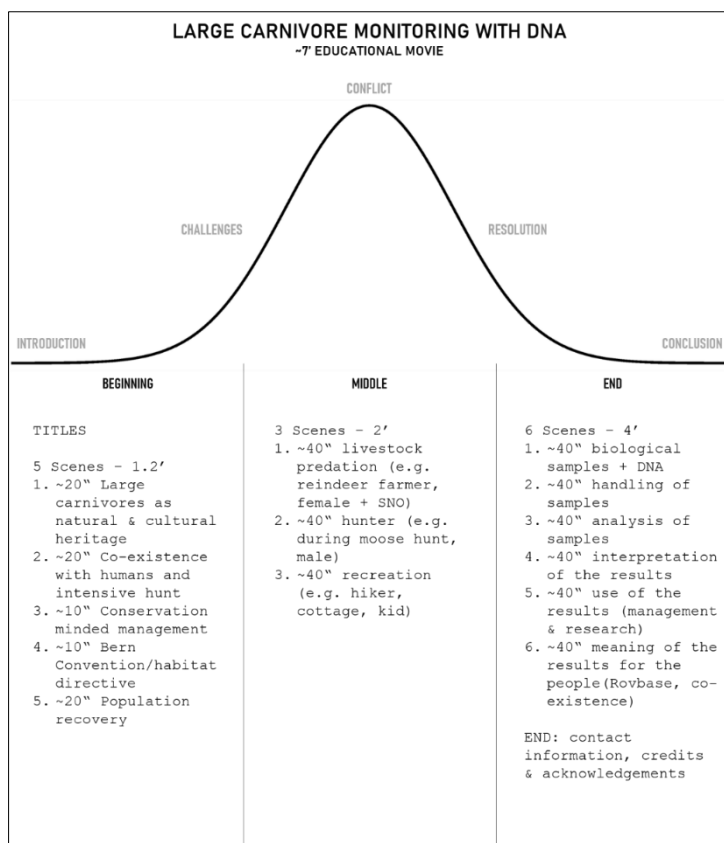 LARGE CARNIVORE MONITORING WITH DNA
~7' EDUCATIONAL MOVIE
CONFLICT
CHALLENGES
RESOLUTION
INTRODUCTION
CONCLUSION
BEGINNING
TITLES
5 Scenes – 1.2'
1. ~20" Large
carnivores as
natural & cultural
heritage
2. ~20" Co-existence
with humans and
intensive hunt
3. ~10" Conservation
minded management
4. ~10" Bern
Convention/habitat
directive
5. ~20" Population
recovery
MIDDLE
3 Scenes – 2'
1. ~40" livestock
predation (e.g.
reindeer farmer,
female + SNO)
2. ~40" hunter (e.g.
during moose hunt,
male)
3. ~40" recreation
(e.g. hiker,
cottage, kid)
END
6 Scenes – 4'
1. ~40" biological
samples + DNA
2. ~40" handling of
samples
3. ~40" analysis of
samples
4. ~40" interpretation
of the results
5. ~40" use of the
results (management
& research)
6. ~40" meaning of the
results for the
people(Rovbase, co-
existence)
END: contact
information, credits
& acknowledgements